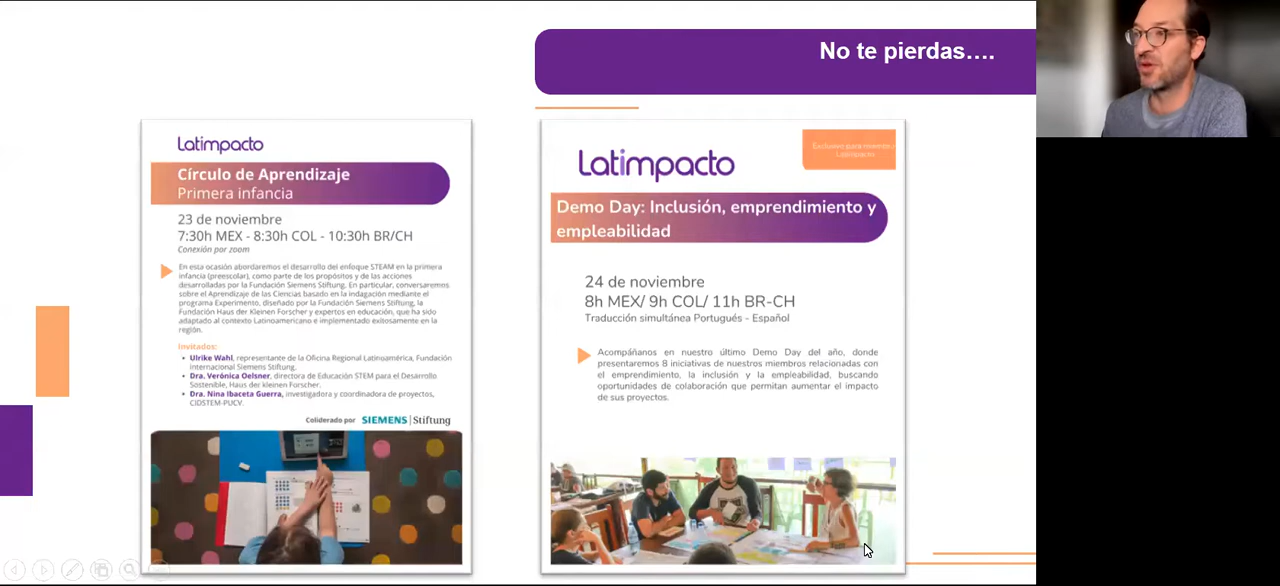 No te pierdas….
Latimpacto
Círculo de Aprendizaje
Primera infancia
23 de noviembre
7:30h MEX - 8:30h COL - 10:30h BR/CH
Conexión por zoom
En esta ocasión abordaremos el desarrollo del enfoque STEAM en la primera
infancia (preescolar), como parte de los propósitos y de las acciones
desarrolladas por la Fundación Siemens Stiftung. En particular, conversaremos
sobre el Aprendizaje de las Ciencias basado en la indagación mediante el
programa Experimento, diseñado por la Fundación Siemens Stiftung, la
Fundación Haus der Kleinen Forscher y expertos en educación, que ha sido
adaptado al contexto Latinoamericano e implementado exitosamente en la
región.
Invitados:
• Ulrike Wahl, representante de la Oficina Regional Latinoamérica, Fundación
internacional Siemens Stiftung.
• Dra. Verónica Oelsner, directora de Educación STEM para el Desarrollo
Sostenible, Haus der kleinen Forscher.
• Dra. Nina Ibaceta Guerra, investigadora y coordinadora de proyectos,
CIDSTEM-PUCV.
Coliderado por SIEMENS | Stiftung
Exclusivo para miembros
Latimpacto
Latimpacto
Demo Day: Inclusión, emprendimiento y
empleabilidad
24 de noviembre
8h MEX/ 9h COL/ 11h BR-CH
Traducción simultánea Portugués - Español
Acompáñanos en nuestro último Demo Day del año, donde
presentaremos 8 iniciativas de nuestros miembros relacionadas con
el emprendimiento, la inclusión y la empleabilidad, buscando
oportunidades de colaboración que permitan aumentar el impacto
de sus proyectos.